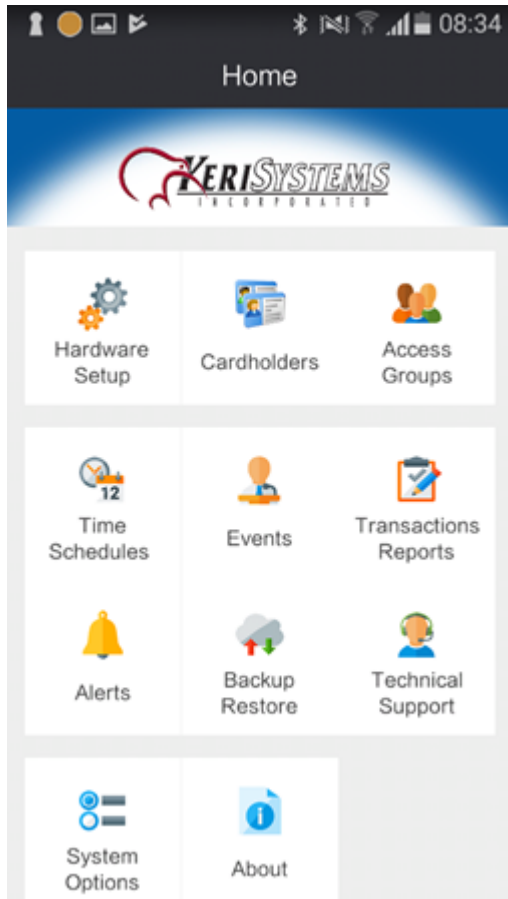 08:34
Home
KERISYSTEMS
INCORPORATED
Hardware
Setup
Cardholders
Access
Groups
12
Time
Schedules
Events
Transactions
Reports
Alerts
Backup
Restore
Technical
Support
System
Options
i
About